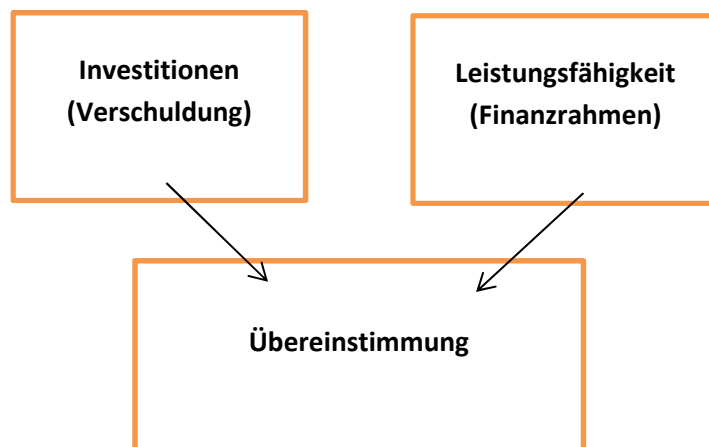 Investitionen
(Verschuldung)
Leistungsfähigkeit
(Finanzrahmen)
Übereinstimmung